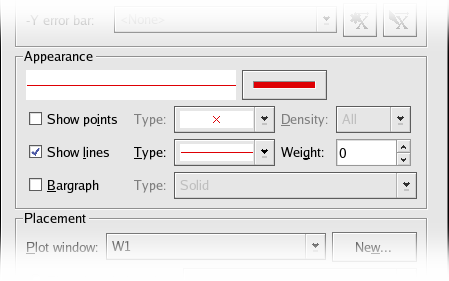 -Y error bar: <None>
Appearance
Show points Type: Density: All
Show lines Type: Weight: 0
Bargraph Type: Solid
Placement
Plot window: W1 New...